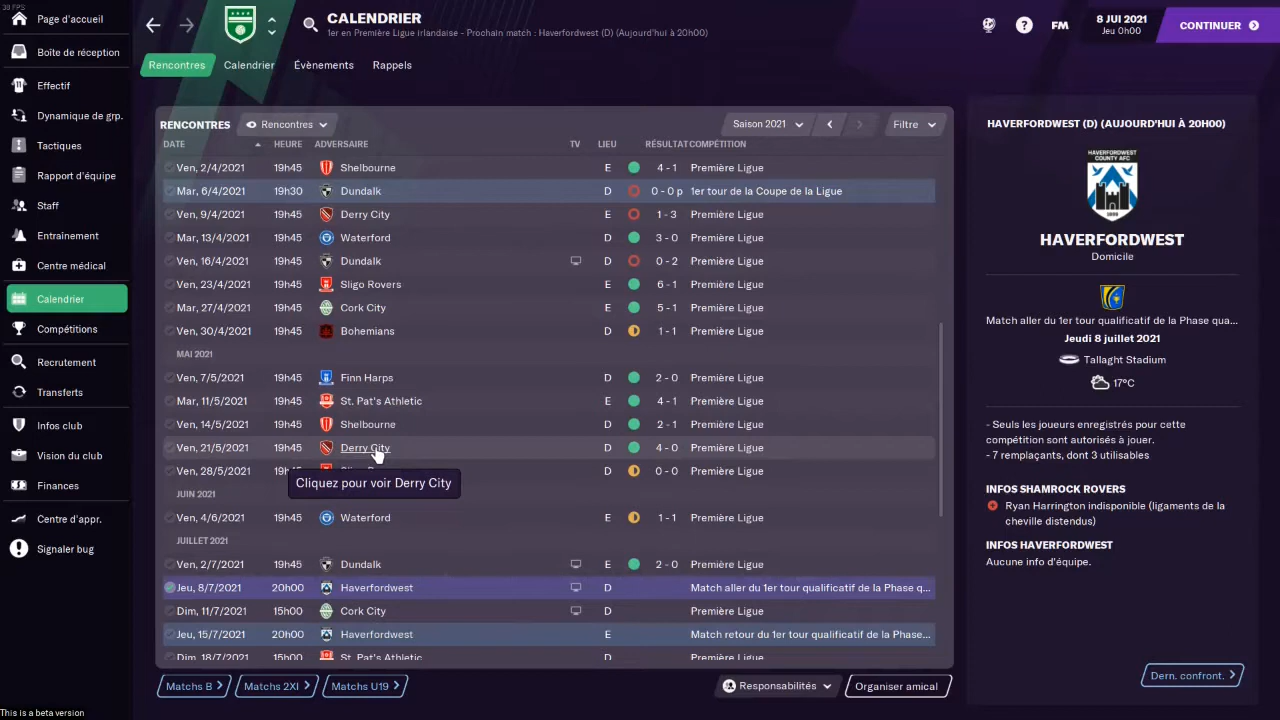 38 FPS
Page d'accueil
Boîte de réception
Effectif
Dynamique de grp.
Tactiques
Rapport d'équipe
Staff
Entrainement
Centre médical
Calendrier
Compétitions
Recrutement
Transferts
Infos club
Vision du club
Finances
Centre d'appr.
Signaler bug
This is a beta version
CALENDRIER
1er en Première Ligue irlandaise - Prochain match : Haverfordwest (D) (Aujourd'hui à 20h00)
FM
8 JUI 2021
Jeu 0h00
CONTINUER
Rencontres Calendrier Évènements Rappels
RENCONTRES Rencontres Saison 2021 Filtre
DATE HEURE ADVERSAIRE TV LIEU RÉSULTAT COMPÉTITION
Ven, 2/4/2021 19h45 Shelbourne E 4 - 1 Première Ligue
Mar, 6/4/2021 19h30 Dundalk D 0 - 0 p 1er tour de la Coupe de la Ligue
Ven, 9/4/2021 19h45 Derry City E 1 - 3 Première Ligue
Mar, 13/4/2021 19h45 Waterford D 3 - 0 Première Ligue
Ven, 16/4/2021 19h45 Dundalk D 0 - 2 Première Ligue
Ven, 23/4/2021 19h45 Sligo Rovers E 6 - 1 Première Ligue
Mar, 27/4/2021 19h45 Cork City E 5 - 1 Première Ligue
Ven, 30/4/2021 19h45 Bohemians D 1 - 1 Première Ligue
MAI 2021
Ven, 7/5/2021 19h45 Finn Harps D 2 - 0 Première Ligue
Mar, 11/5/2021 19h45 St. Pat's Athletic D 4 - 1 Première Ligue
Ven, 14/5/2021 19h45 Shelbourne D 2 - 1 Première Ligue
Ven, 21/5/2021 19h45 Derry City D 4 - 0 Première Ligue
Ven, 28/5/2021 D 0 - 0 Première Ligue
Cliquez pour voir Derry City
JUIN 2021
Ven, 4/6/2021 19h45 Waterford E 1 - 1 Première Ligue
JUILLET 2021
Ven, 2/7/2021 19h45 Dundalk E 2 - 0 Première Ligue
Jeu, 8/7/2021 20h00 Haverfordwest D Match aller du 1er tour qualificatif de la Phase q...
Dim, 11/7/2021 15h00 Cork City D Première Ligue
Jeu, 15/7/2021 20h00 Haverfordwest E Match retour du 1er tour qualificatif de la Phase...
Dim, 18/7/2021 15h00 St. Pat's Athletic D Première Ligue
Matchs B Matchs 2XI Matchs U19 Responsabilités Organiser amical
HAVERFORDWEST (D) (AUJOURD'HUI À 20H00)
HAVERFORDWEST
COUNTY AFC
1899
HAVERFORDWEST
Domicile
Match aller du 1er tour qualificatif de la Phase qua...
Jeudi 8 juillet 2021
Tallaght Stadium
17°C
- Seuls les joueurs enregistrés pour cette
compétition sont autorisés à jouer.
- 7 remplaçants, dont 3 utilisables
INFOS SHAMROCK ROVERS
Ryan Harrington indisponible (ligaments de la
cheville distendus)
INFOS HAVERFORDWEST
Aucune info d'équipe.
Dern. confront.